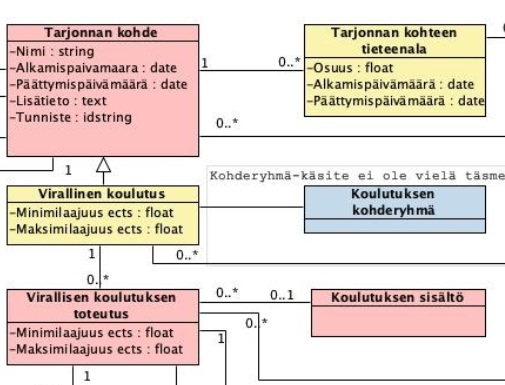 Tarjonnan kohde
-Nimi : string
-Alkamispaivamaara : date
-Päättymispäivämäärä : date
-Lisätieto : text
-Tunniste : idstring
1
0..*
Tarjonnan kohteen
tieteenala
-Osuus : float
-Alkamispäivämäärä : date
-Päättymispäivämäärä : date
0..*
1
Kohderyhmä-käsite ei ole vielä täsme
Virallinen koulutus
-Minimilaajuus ects : float
-Maksimilaajuus ects : float
Koulutuksen
kohderyhmä
1
0..*
0..*
Virallisen koulutuksen
toteutus
-Minimilaajuus ects : float
-Maksimilaajuus ects : float
0..*
0..1
Koulutuksen sisältö
0..*
1
1